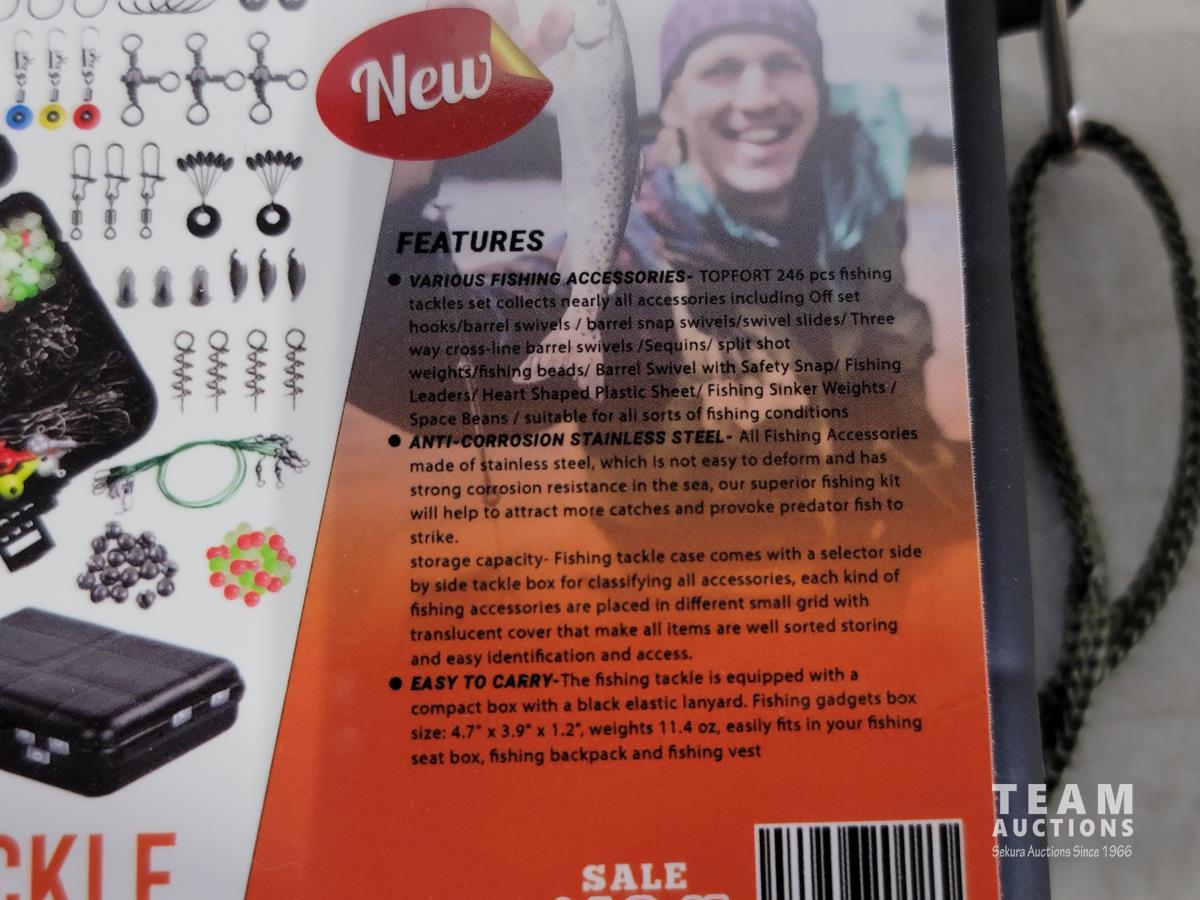 New
FEATURES
● VARIOUS FISHING ACCESSORIES- TOPFORT 246 pcs fishing
tackles set collects nearly all accessories including Off set
hooks/barrel swivels / barrel snap swivels/swivel slides/ Three
way cross-line barrel swivels /Sequins/ split shot
weights/fishing beads/ Barrel Swivel with Safety Snap/ Fishing
Leaders/ Heart Shaped Plastic Sheet/ Fishing Sinker Weights /
Space Beans / suitable for all sorts of fishing conditions
● ANTI-CORROSION STAINLESS STEEL- All Fishing Accessories
made of stainless steel, which is not easy to deform and has
strong corrosion resistance in the sea, our superior fishing kit
will help to attract more catches and provoke predator fish to
strike.
storage capacity- Fishing tackle case comes with a selector side
by side tackle box for classifying all accessories, each kind of
fishing accessories are placed in different small grid with
translucent cover that make all items are well sorted storing
and easy identification and access.
● EASY TO CARRY-The fishing tackle is equipped with a
compact box with a black elastic lanyard. Fishing gadgets box
size: 4.7" x 3.9" x 1.2", weights 11.4 oz, easily fits in your fishing
seat box, fishing backpack and fishing vest
CKLE
SALE
TEAM
AUCTIONS
Sekura Auctions Since 1966